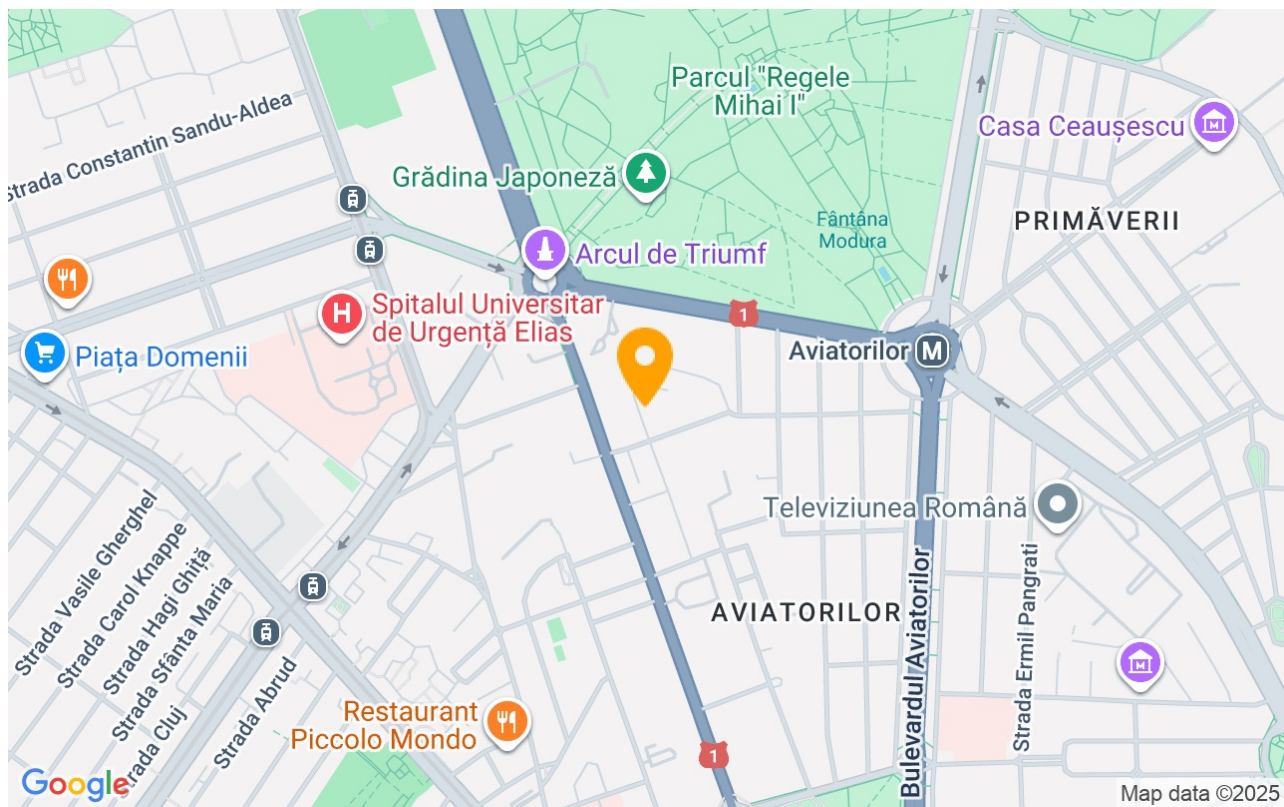 Parcul "Regele
Mihai I"
Strada Constantin Sandu-Aldea
Casa Ceaușescu
M
Grădina Japoneză
PRIMĂVERII
Fântâna
Modura
Arcul de Triumf
H
Spitalul Universitar
de Urgență Elias
1
Piața Domenii
Aviatorilor
M
Televiziunea Română
Strada Vasile Gherghel
Strada Carol Knappe
Strada Hagi Ghiță
Strada Sfânta Maria
Strada Cluj
Strada Abrud
AVIATORILOR
Bulevardul Aviatorilor
Strada Ermil Pangrati
M
Restaurant
Piccolo Mondo
1
Google
Map data ©2025